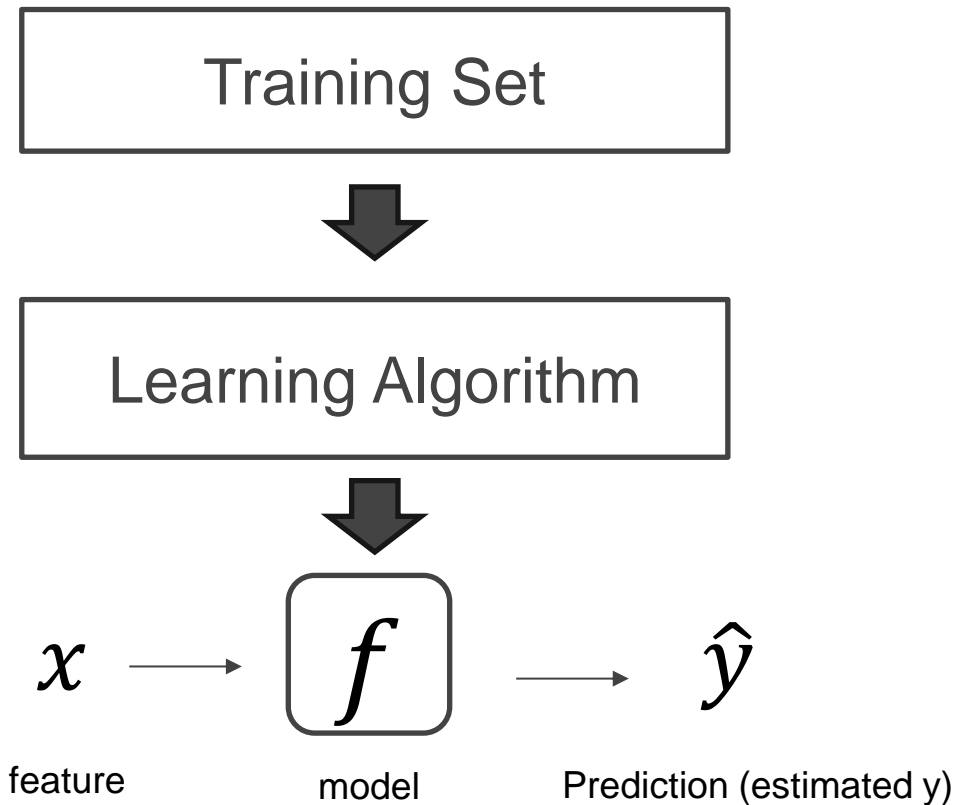 Training Set
Learning Algorithm
x f ŷ
feature model Prediction (estimated y)